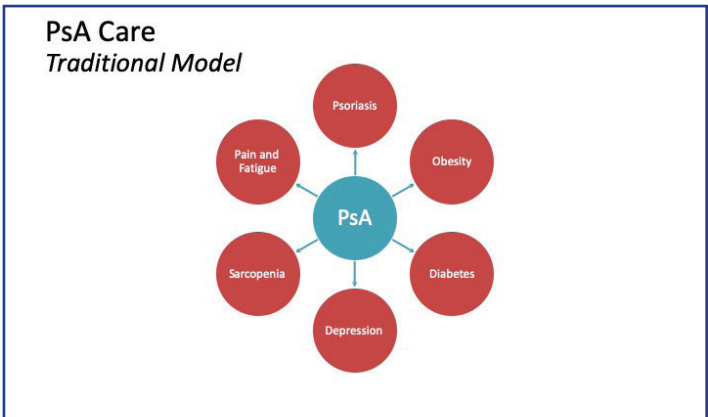 PsA Care
Traditional Model
Psoriasis
Pain and
Fatigue
Obesity
PsA
Sarcopenia
Diabetes
Depression